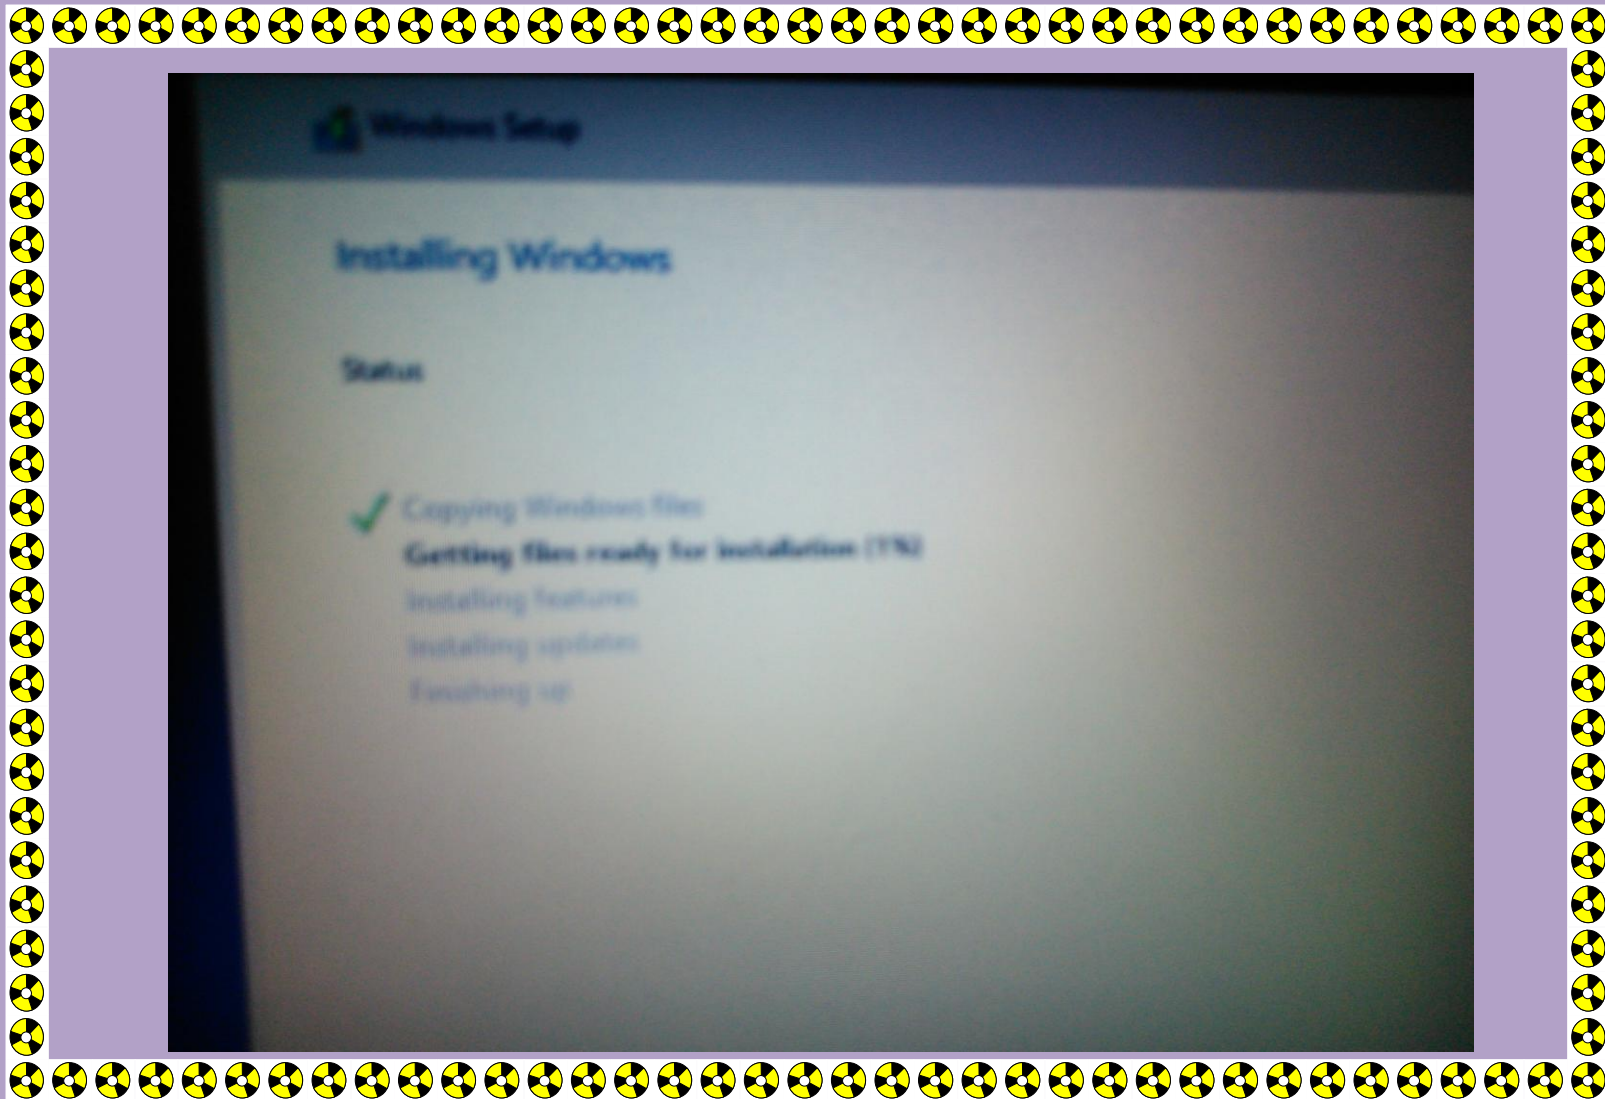 Windows Setup
Installing Windows
Status
Copying Windows files
Getting files ready for installation (1%)
Installing features
Installing updates
Finishing up